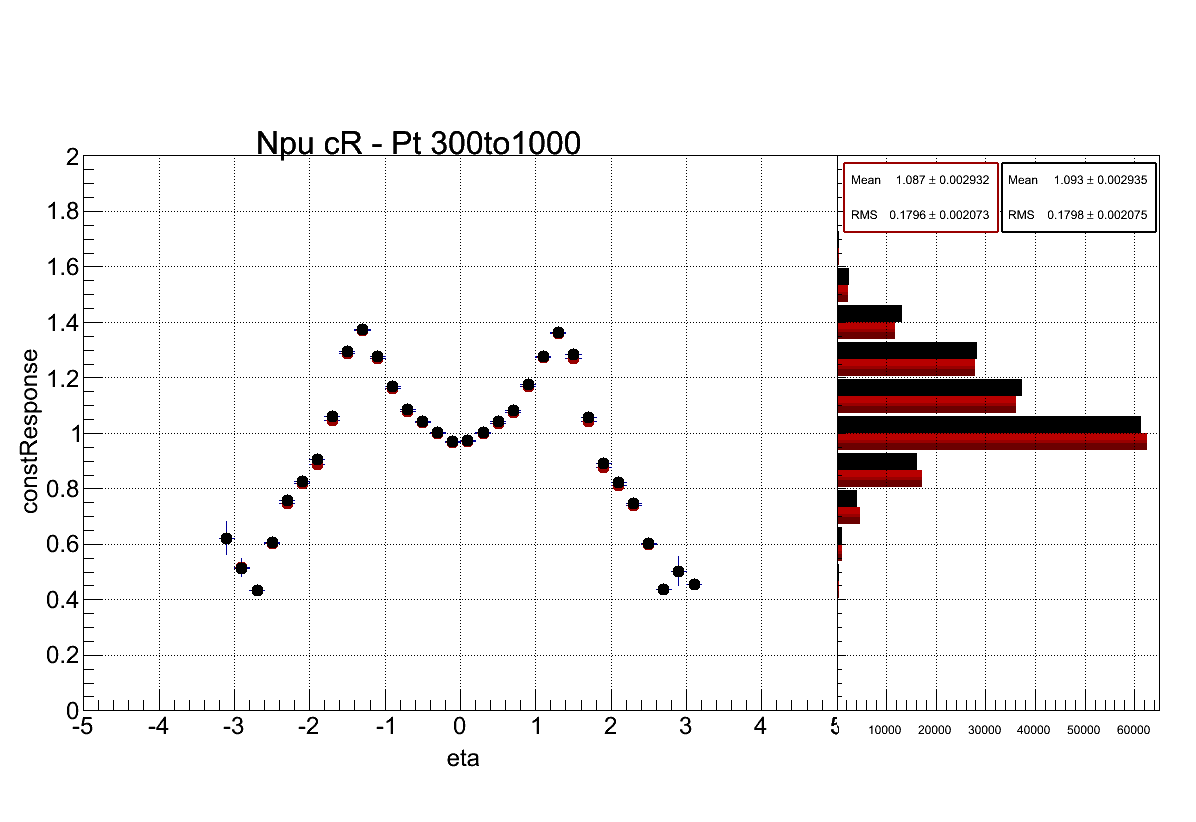 Npu cR - Pt 300to1000
constResponse
2
1.8
1.6
1.4
1.2
1
0.8
0.6
0.4
0.2
0
-5 -4 -3 -2 -1 0 1 2 3 4
eta
Mean 1.087 ± 0.002932
RMS 0.1796 ± 0.002073
Mean 1.093 ± 0.002935
RMS 0.1798 ± 0.002075
10000 20000 30000 40000 50000 60000